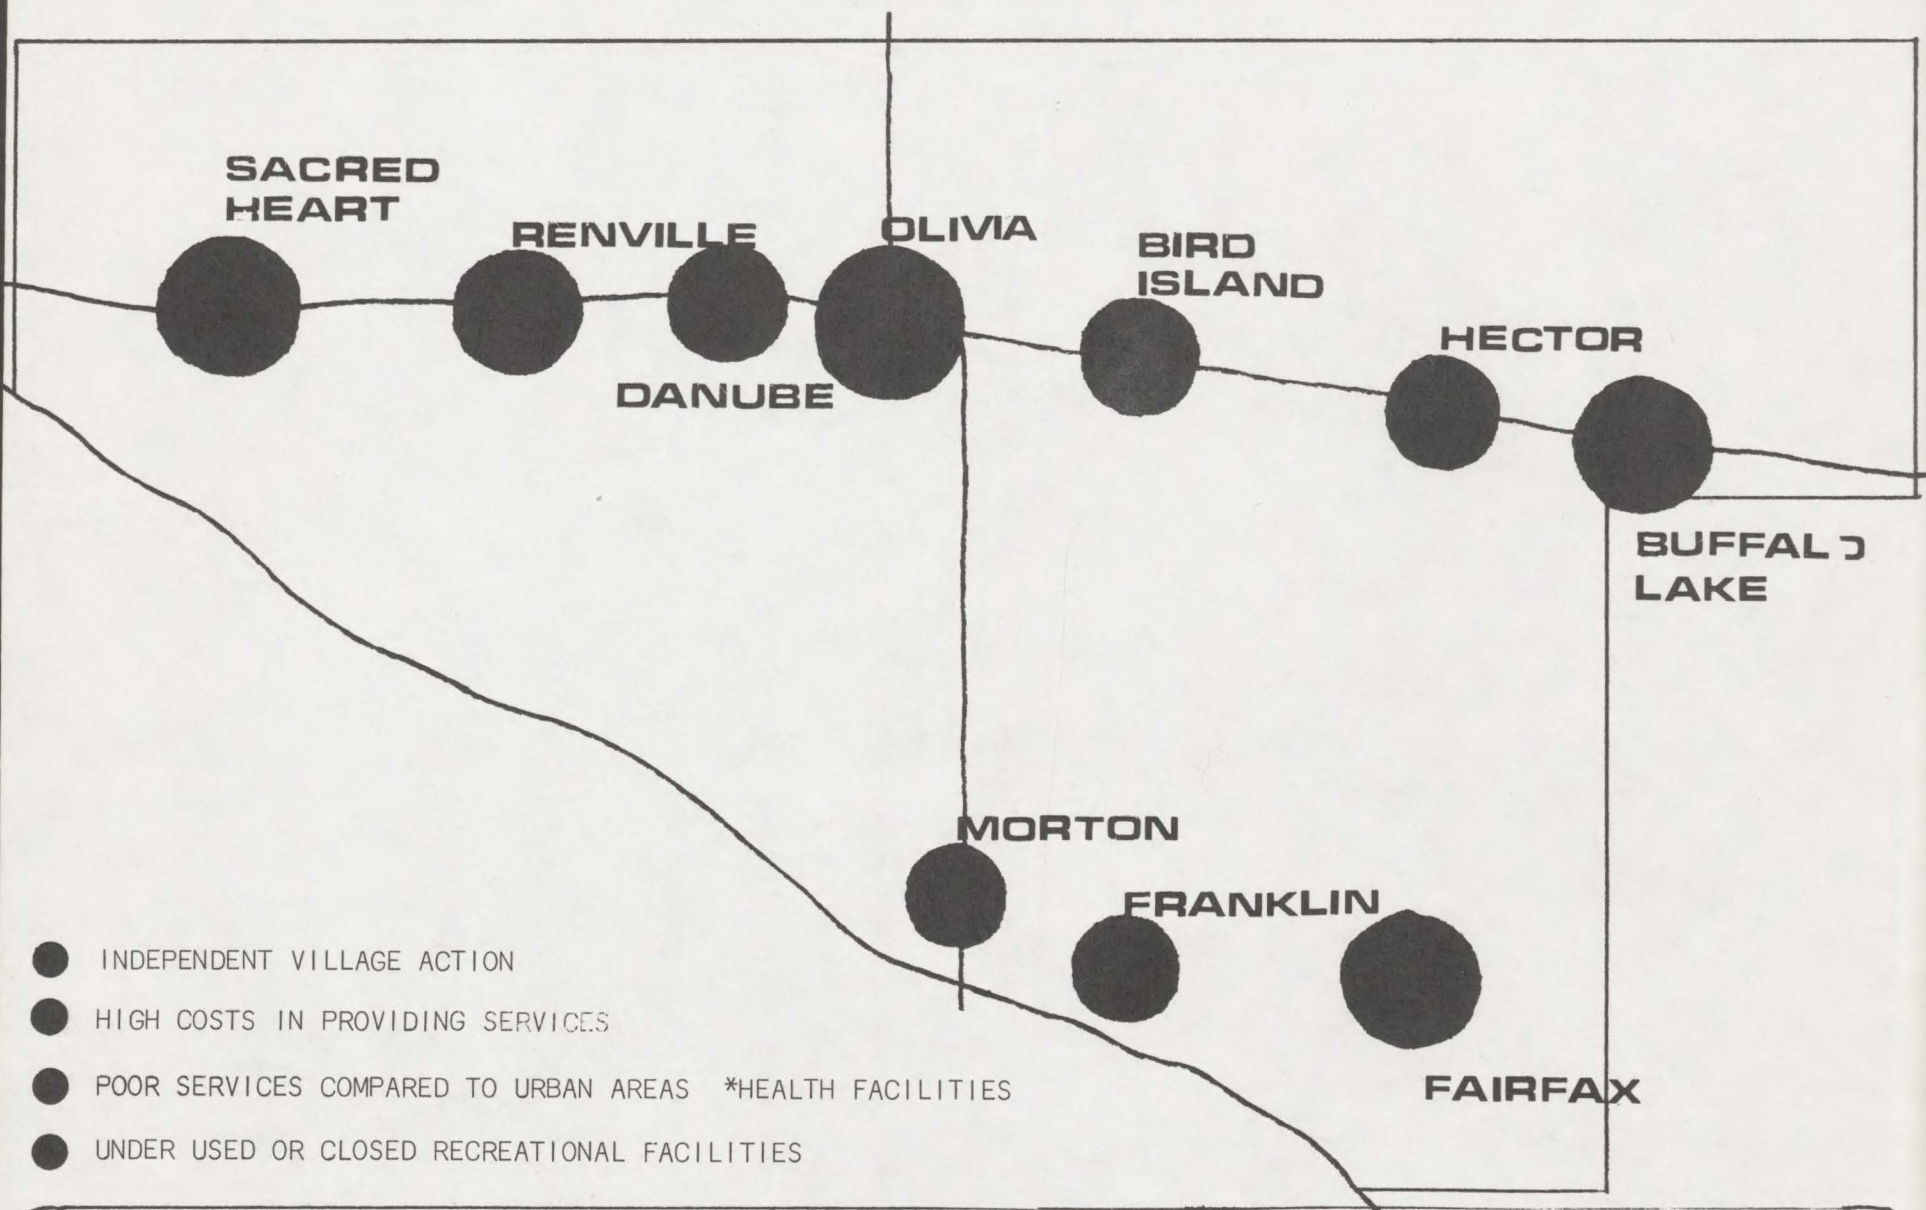 SACRED
HEART
RENVILLE
DANUBE
OLIVIA
BIRD
ISLAND
HECTOR
BUFFALO
LAKE
MORTON
FRANKLIN
FAIRFAX
INDEPENDENT VILLAGE ACTION
HIGH COSTS IN PROVIDING SERVICES
POOR SERVICES COMPARED TO URBAN AREAS *HEALTH FACILITIES
UNDER USED OR CLOSED RECREATIONAL FACILITIES